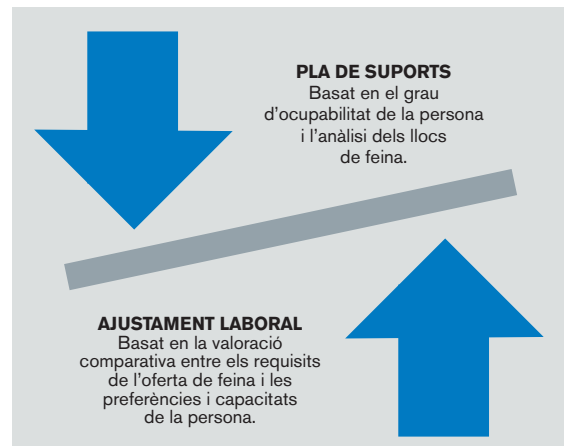 PLA DE SUPORTS
Basat en el grau
d'ocupabilitat de la persona
i l'anàlisi dels llocs
de feina.
AJUSTAMENT LABORAL
Basat en la valoració
comparativa entre els requisits
de l'oferta de feina i les
preferències i capacitats
de la persona.